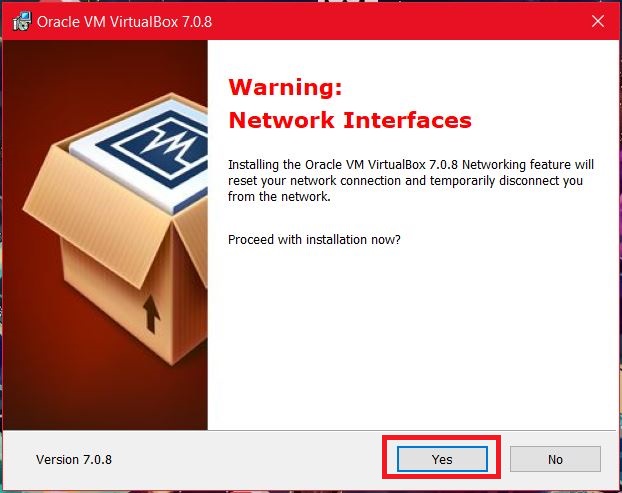 Oracle VM VirtualBox 7.0.8
Warning:
Network Interfaces
Installing the Oracle VM VirtualBox 7.0.8 Networking feature will
reset your network connection and temporarily disconnect you
from the network.
Proceed with installation now?
Version 7.0.8
Yes
No